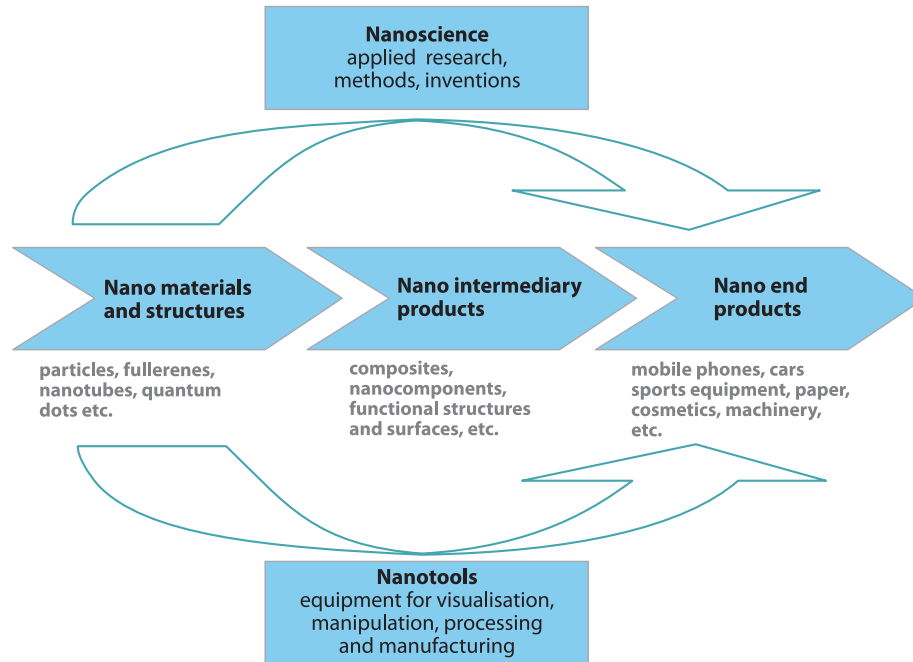 Nanoscience
applied research,
methods, inventions
Nano materials
and structures
Nano intermediary
products
Nano end
products
particles, fullerenes,
nanotubes, quantum
dots etc.
composites,
nanocomponents,
functional structures
and surfaces, etc.
mobile phones, cars
sports equipment, paper,
cosmetics, machinery,
etc.
Nanotools
equipment for visualisation,
manipulation, processing
and manufacturing